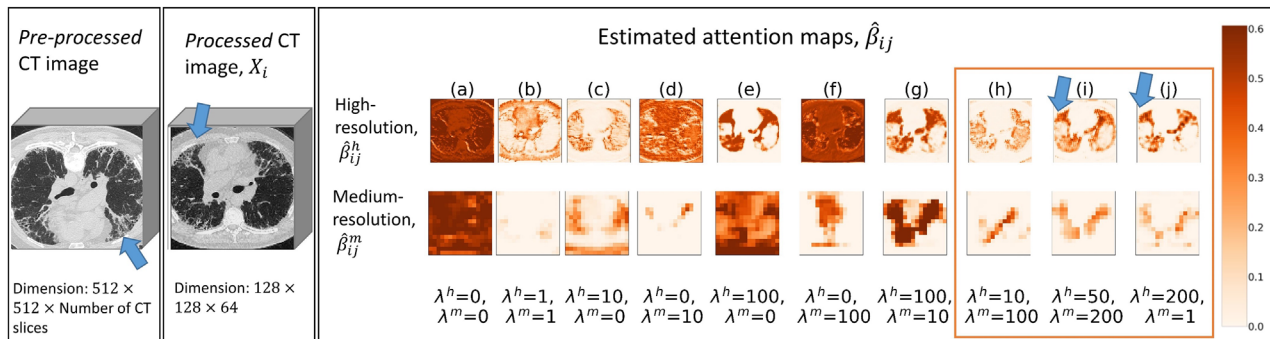 Pre-processed
CT image
Dimension: 512 ×
512 × Number of CT
slices
Processed CT
image, Xᵢ
Dimension: 128 ×
128 × 64
Estimated attention maps, β̂ᵢⱼ
(a) (b) (c) (d) (e) (f) (g) (h) (i) (j)
High-
resolution,
β̂ʰᵢⱼ
Medium-
resolution,
β̂ᵐᵢⱼ
λʰ=0, λʰ=1, λʰ=10, λʰ=0, λʰ=100, λʰ=0, λʰ=100, λʰ=10, λʰ=50, λʰ=200,
λᵐ=0 λᵐ=1 λᵐ=0 λᵐ=10 λᵐ=0 λᵐ=100 λᵐ=10 λᵐ=100 λᵐ=200 λᵐ=1
0.6
0.5
0.4
0.3
0.2
0.1
0.0